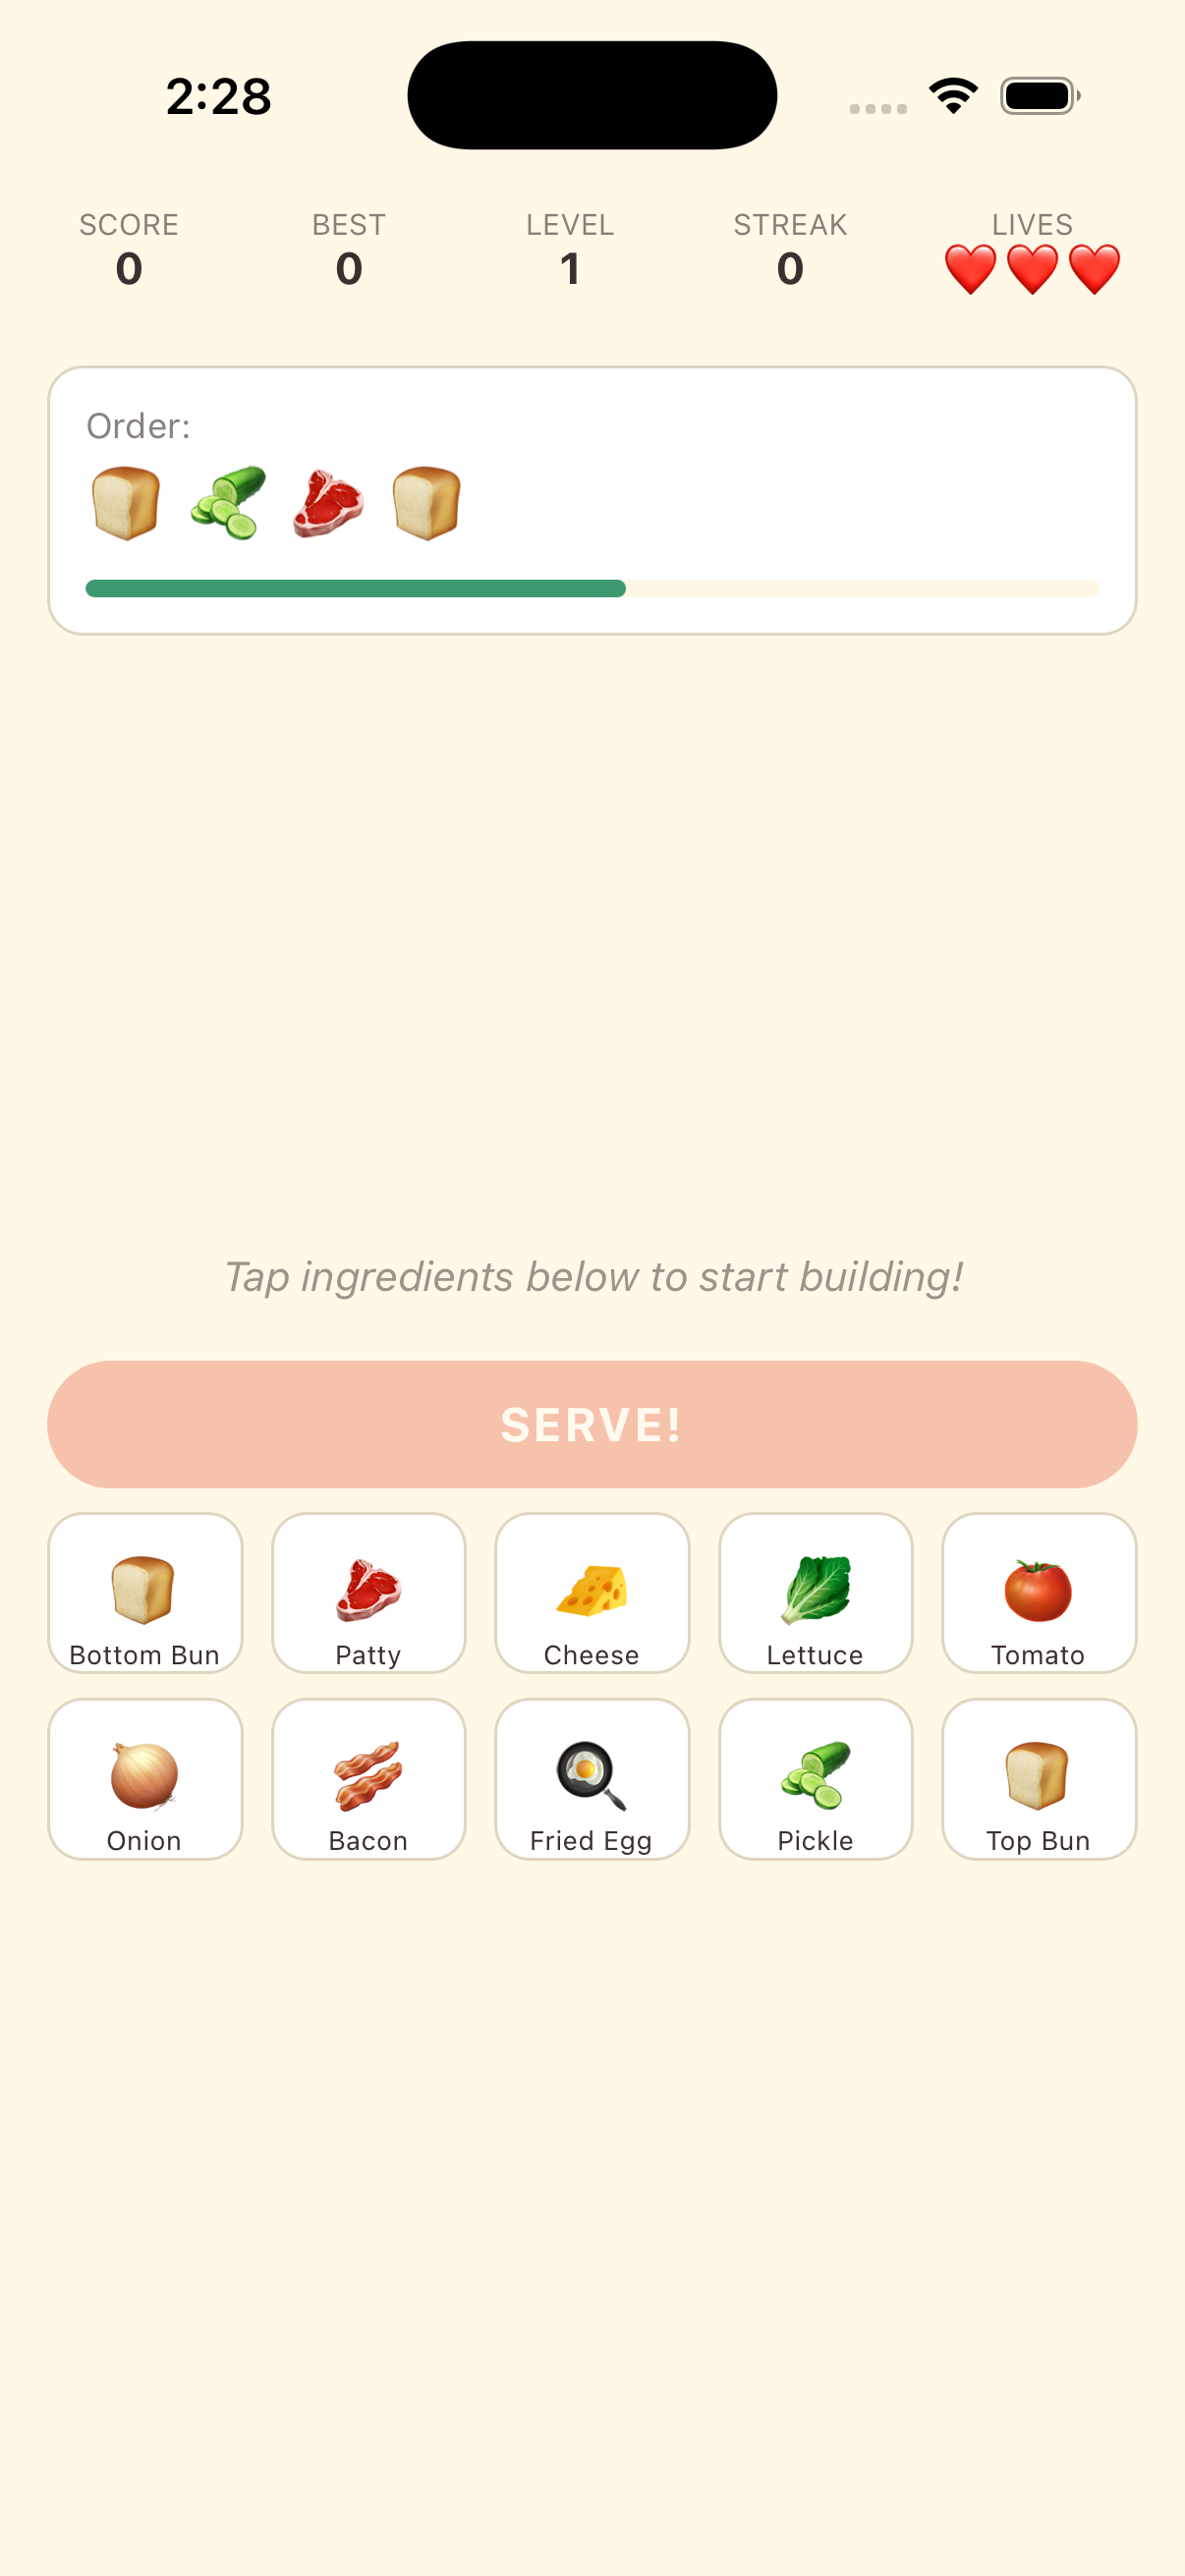 2:28
SCORE BEST LEVEL STREAK LIVES
0 0 1 0
Order:
Tap ingredients below to start building!
SERVE!
Bottom Bun Patty Cheese Lettuce Tomato
Onion Bacon Fried Egg Pickle Top Bun